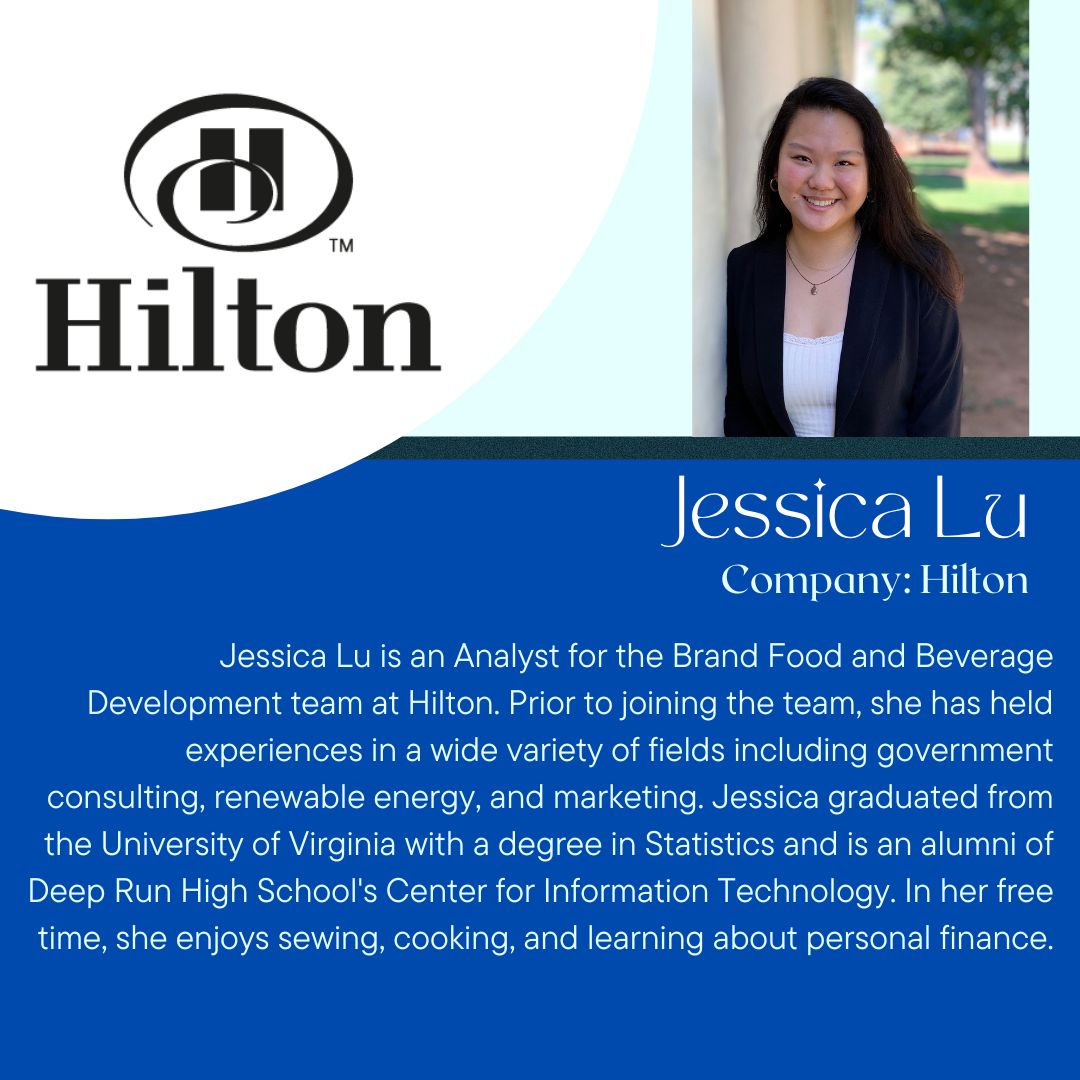 H
TM
Hilton
Jessica Lu
Company: Hilton
Jessica Lu is an Analyst for the Brand Food and Beverage
Development team at Hilton. Prior to joining the team, she has held
experiences in a wide variety of fields including government
consulting, renewable energy, and marketing. Jessica graduated from
the University of Virginia with a degree in Statistics and is an alumni of
Deep Run High School's Center for Information Technology. In her free
time, she enjoys sewing, cooking, and learning about personal finance.